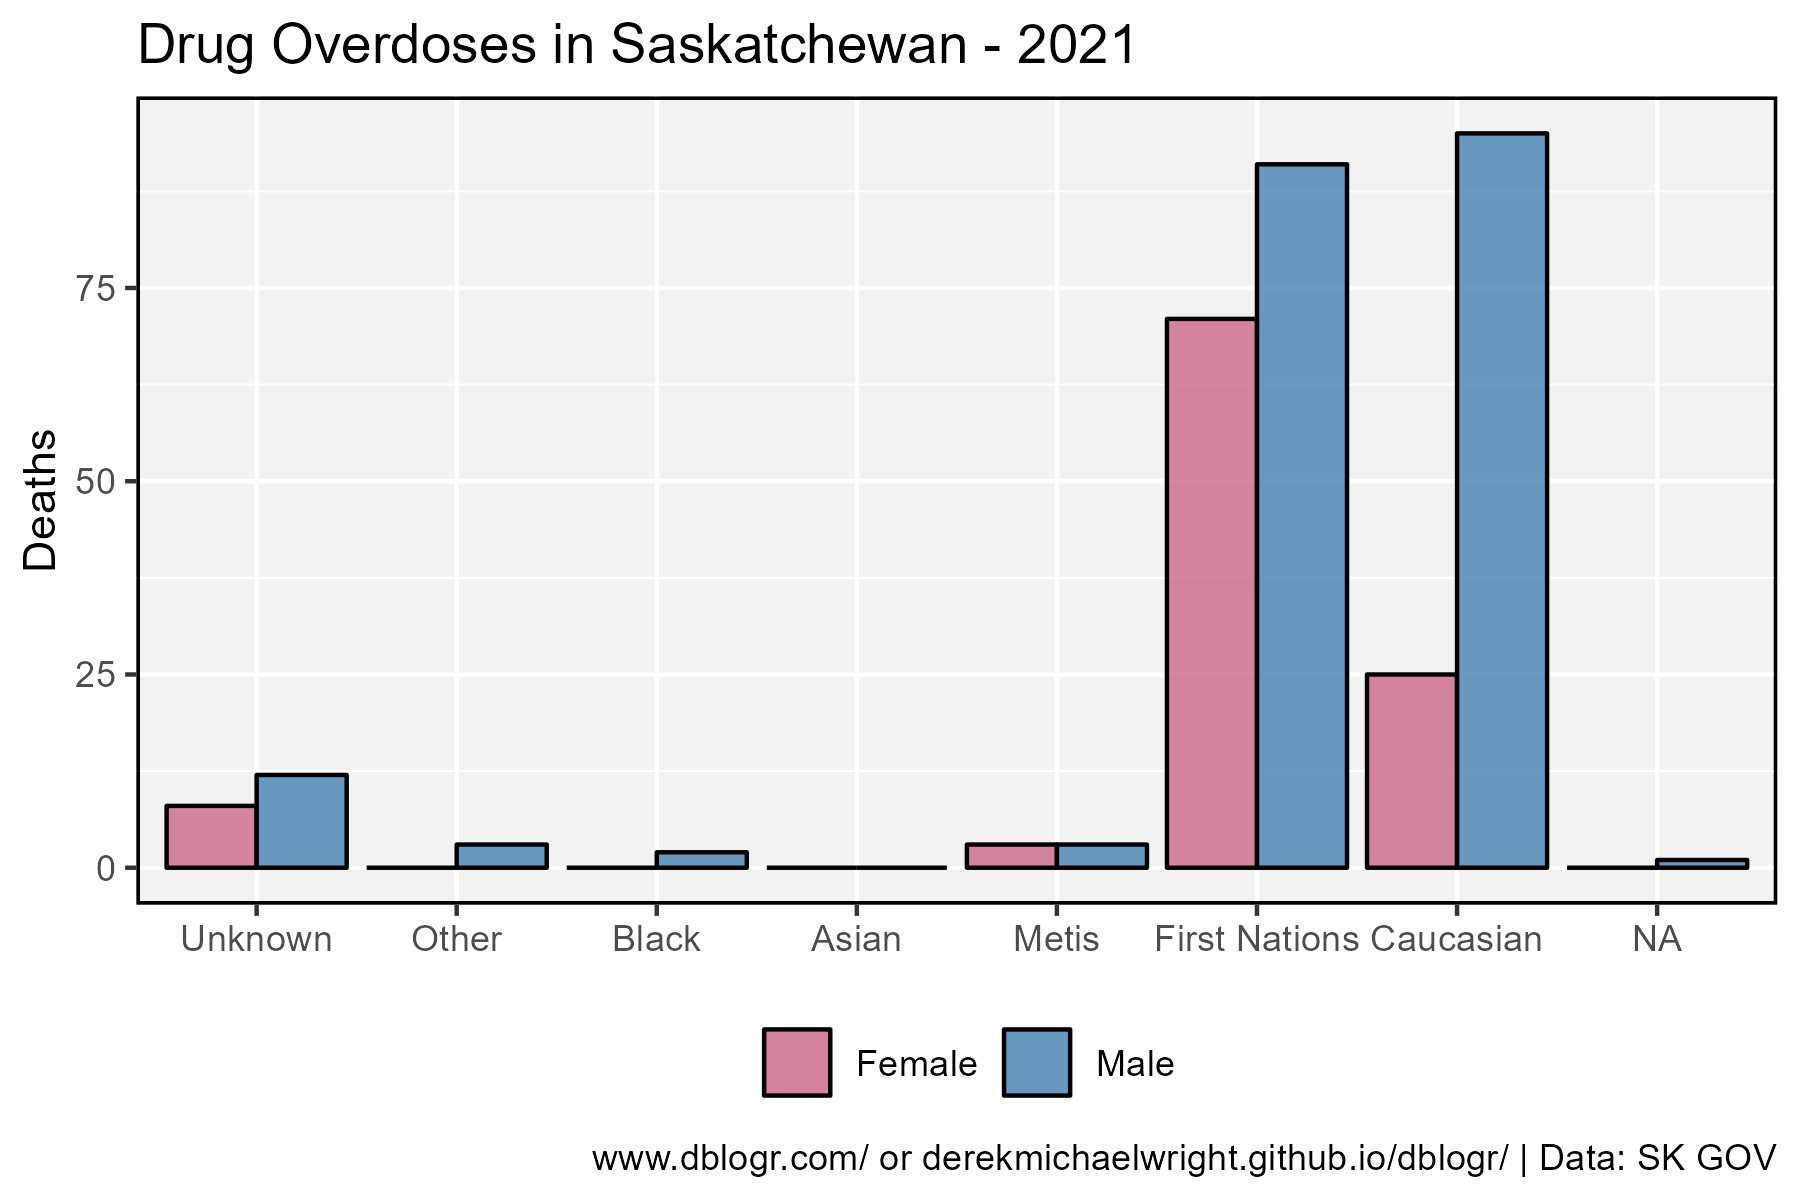 Drug Overdoses in Saskatchewan - 2021
Deaths
75
50
25
0
Unknown Other Black Asian Metis First Nations Caucasian NA
Female Male
www.dblogr.com/ or derekmichaelwright.github.io/dblogr/ | Data: SK GOV